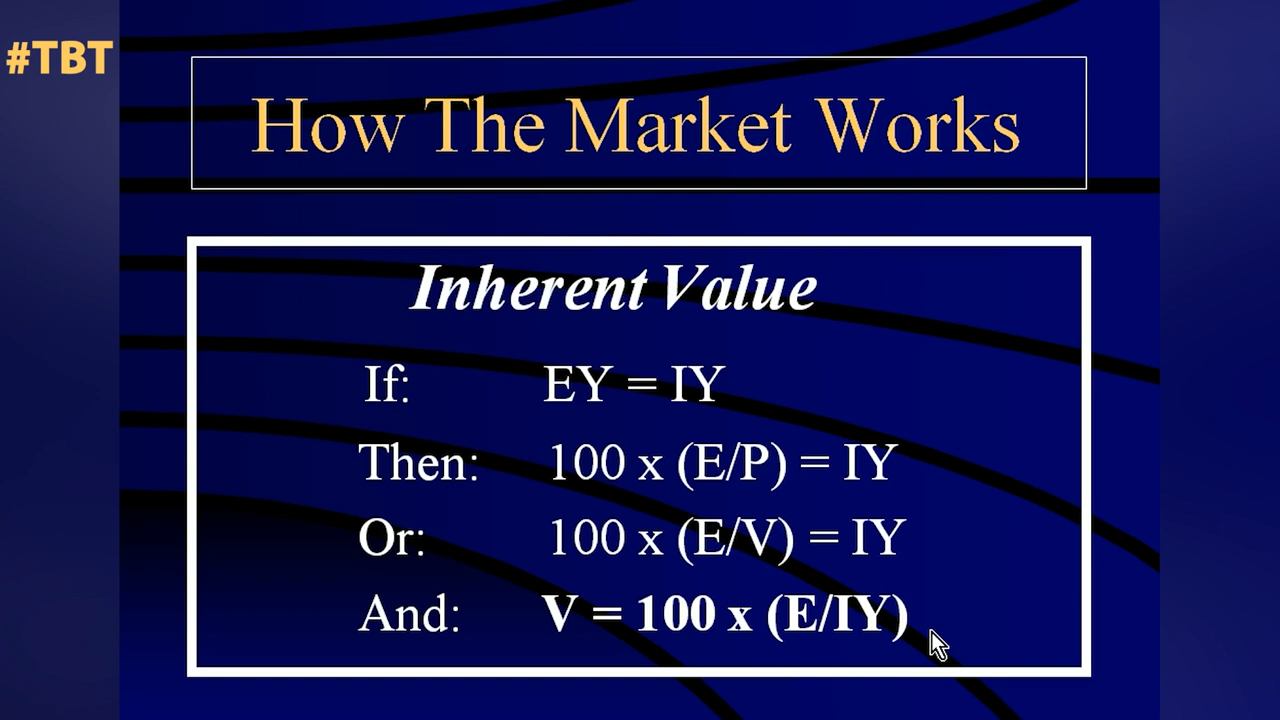 #TBT
How The Market Works
Inherent Value
If: EY = IY
Then: 100 x (E/P) = IY
Or: 100 x (E/V) = IY
And: V = 100 x (E/IY)